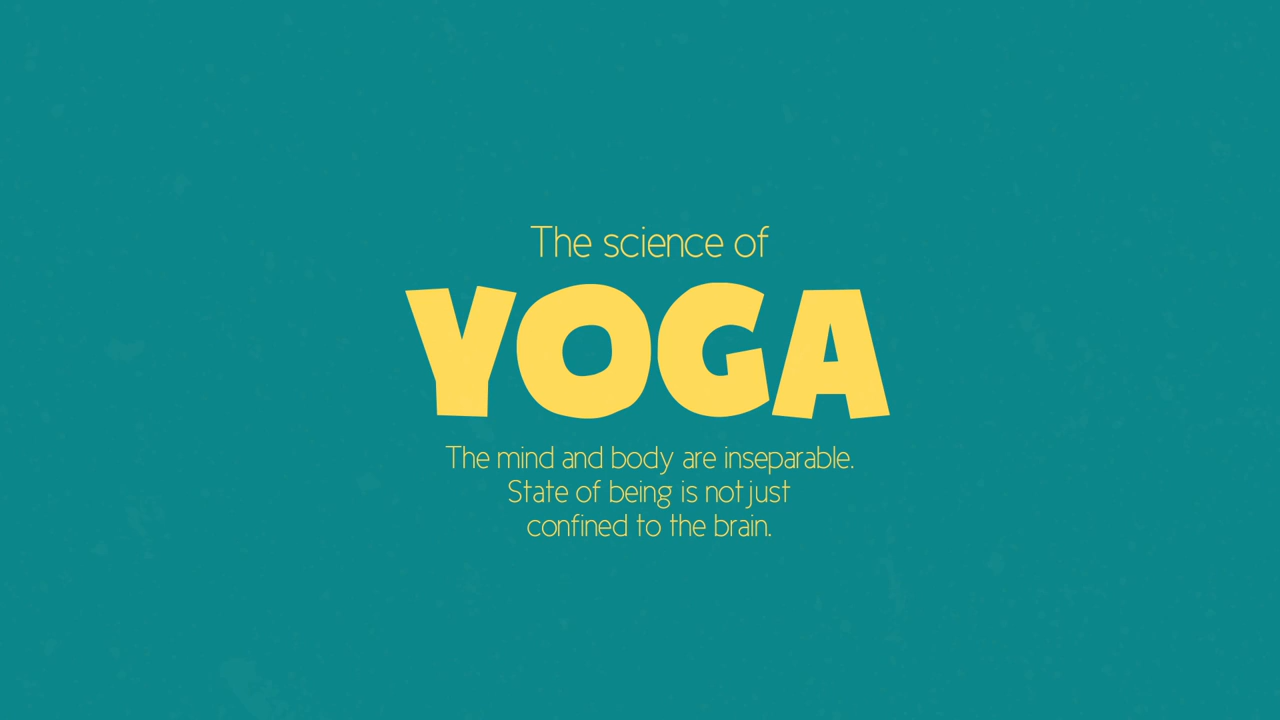 The science of
YOGA
The mind and body are inseparable.
State of being is not just
confined to the brain.